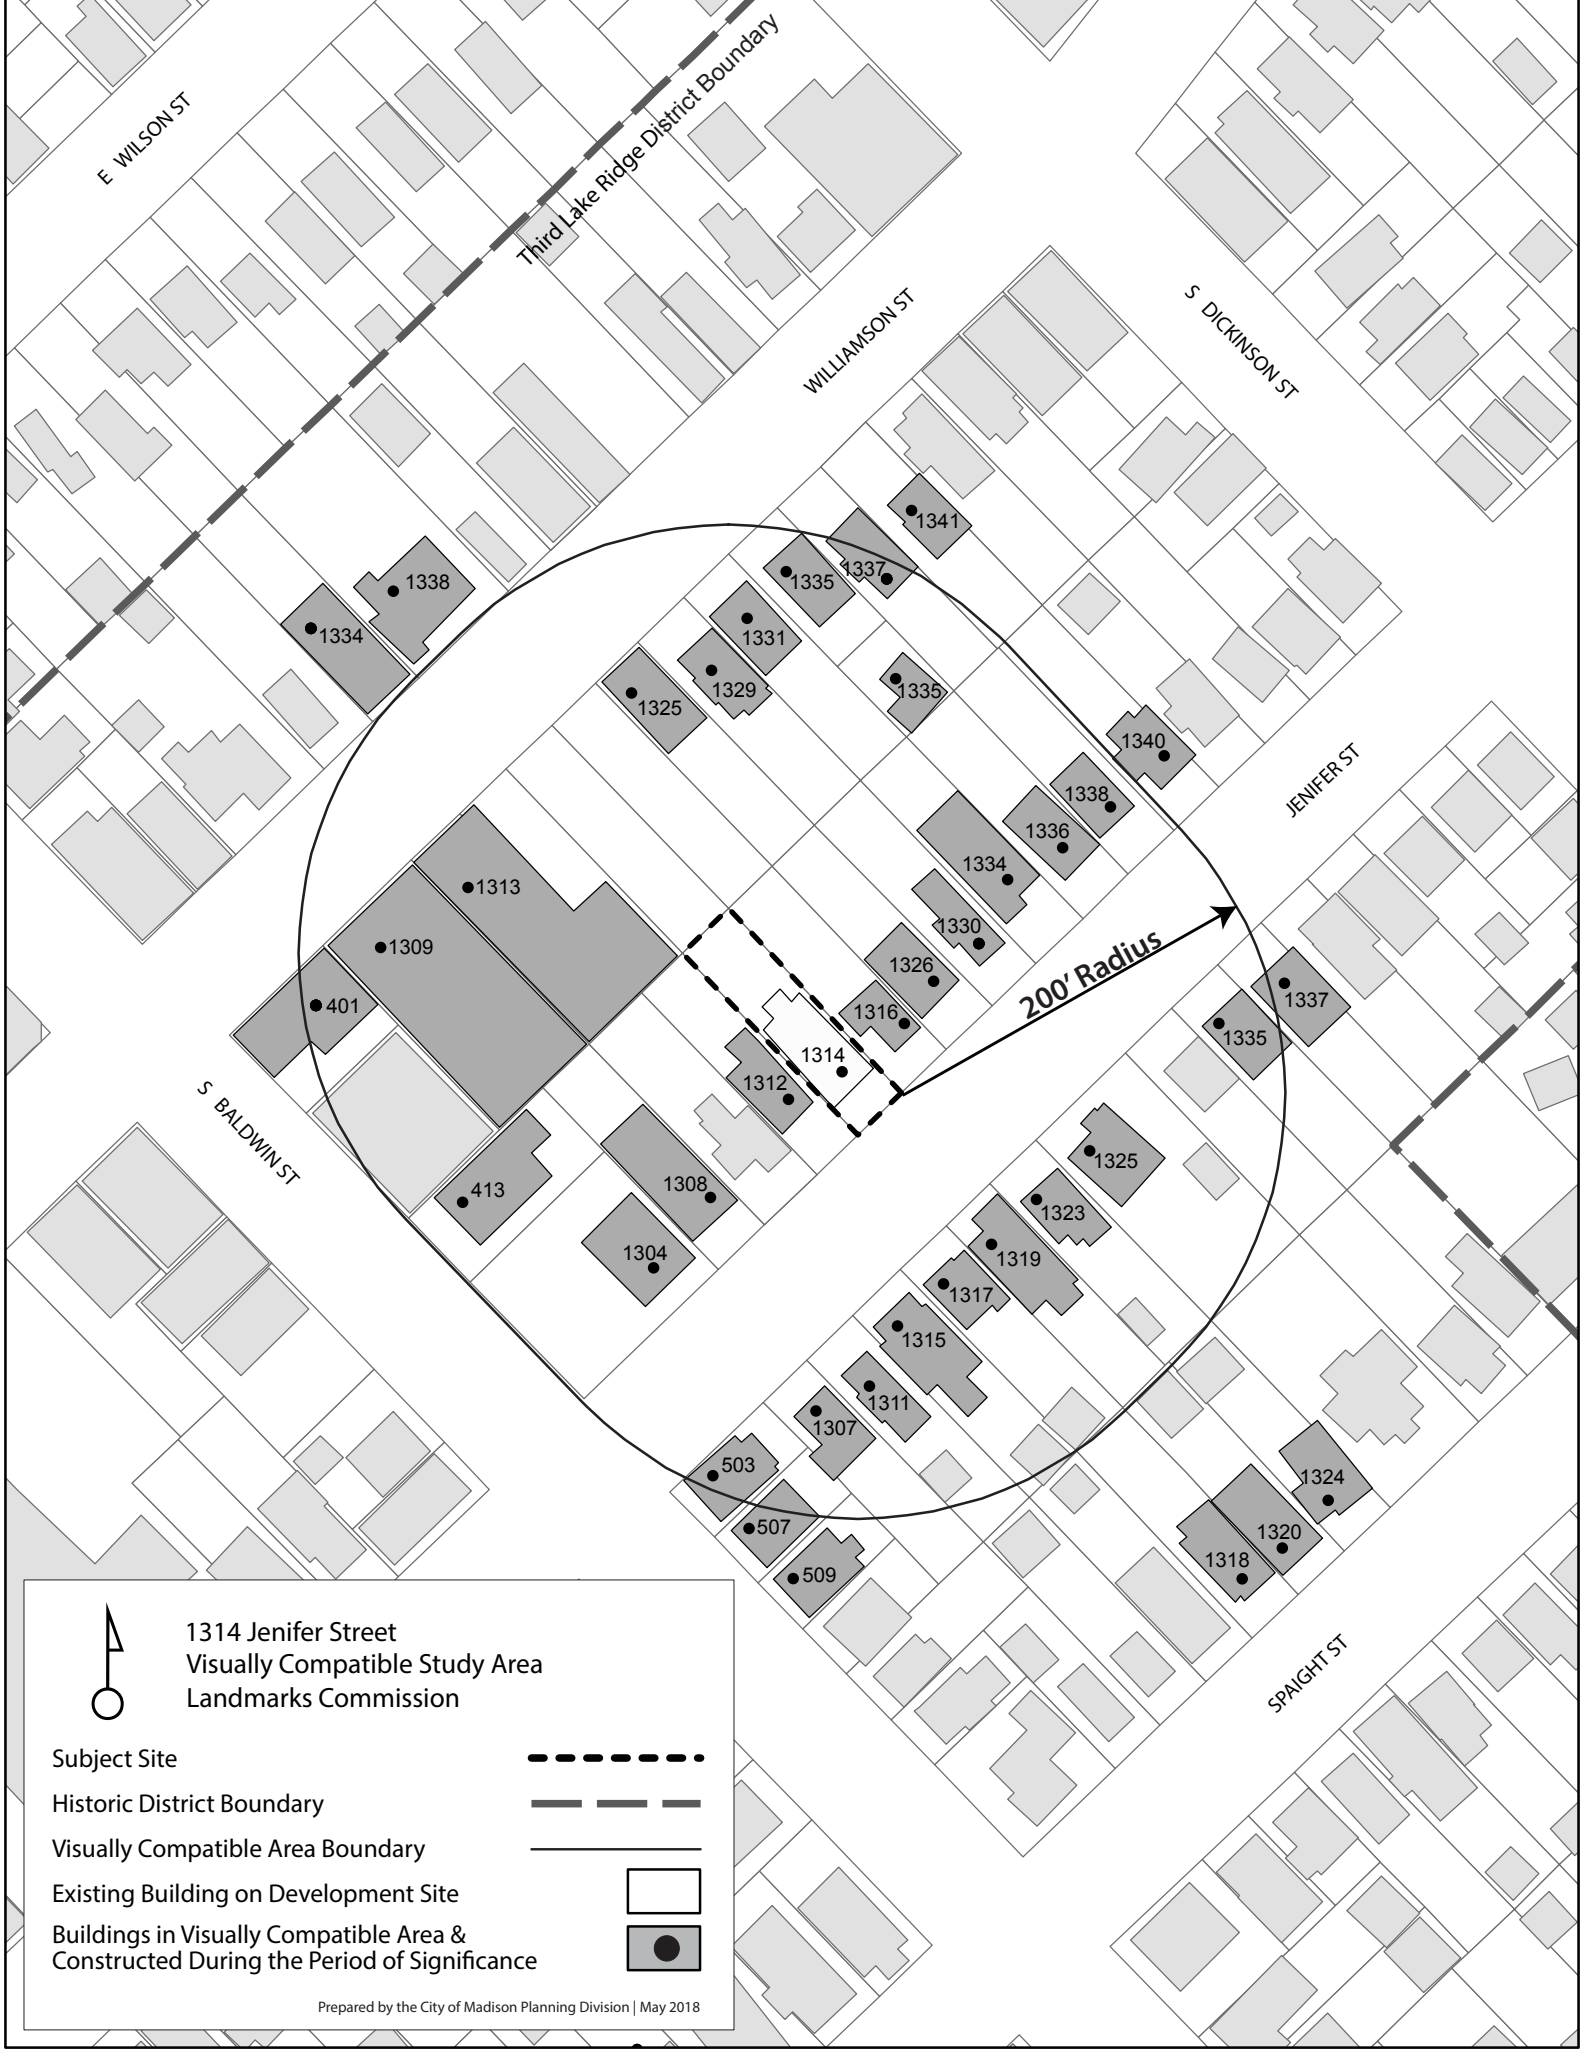 E WILSON ST
Third Lake Ridge District Boundary
WILLIAMSON ST
S DICKINSON ST
1341
1338
1335
1337
1334
1331
1329
1335
1325
1340
JENIFER ST
1338
1336
1334
1313
1330
1309
1326
200' Radius
1337
401
1316
1335
1314
1312
S BALDWIN ST
1325
413
1308
1323
1304
1319
1317
1315
1311
1307
503
1324
507
1320
1318
509
SPAIGHT ST
1314 Jenifer Street
Visually Compatible Study Area
Landmarks Commission
Subject Site
Historic District Boundary
Visually Compatible Area Boundary
Existing Building on Development Site
Buildings in Visually Compatible Area &
Constructed During the Period of Significance
Prepared by the City of Madison Planning Division | May 2018